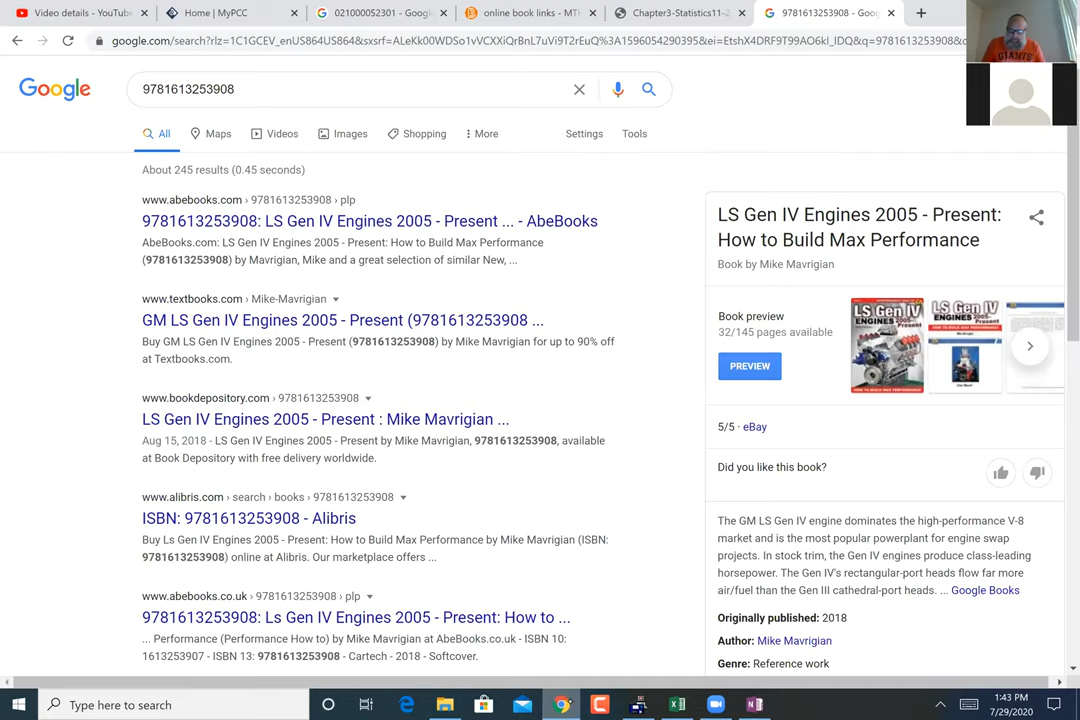 Video details - YouTube
Home | MyPCC
021000052301 - Google
online book links - MTH
Chapter3-Statistics11-2
9781613253908 - Goo
google.com/search?rlz=1C1GCEV_enUS864US864&sxsrf=ALeKk00WDSo1vVCXXiQrBnL7uVi9T2rEuQ%3A1596054290395&ei=EtshX4DRF9T99AO6kI_IDQ&q=9781613253908&
GIANTS
Google
9781613253908
All
Maps
Videos
Images
Shopping
More
Settings
Tools
About 245 results (0.45 seconds)
www.abebooks.com › 9781613253908 › plp
9781613253908: LS Gen IV Engines 2005 - Present ... - AbeBooks
AbeBooks.com: LS Gen IV Engines 2005 - Present: How to Build Max Performance
(9781613253908) by Mavrigian, Mike and a great selection of similar New, ...
www.textbooks.com › Mike-Mavrigian
GM LS Gen IV Engines 2005 - Present (9781613253908 ...
Buy GM LS Gen IV Engines 2005 - Present (9781613253908) by Mike Mavrigian for up to 90% off
at Textbooks.com.
www.bookdepository.com › 9781613253908
LS Gen IV Engines 2005 - Present : Mike Mavrigian ...
Aug 15, 2018 - LS Gen IV Engines 2005 - Present by Mike Mavrigian, 9781613253908, available
at Book Depository with free delivery worldwide.
www.alibris.com › search › books › 9781613253908
ISBN: 9781613253908 - Alibris
Buy Ls Gen IV Engines 2005 - Present: How to Build Max Performance by Mike Mavrigian (ISBN:
9781613253908) online at Alibris. Our marketplace offers ...
www.abebooks.co.uk › 9781613253908 › plp
9781613253908: Ls Gen IV Engines 2005 - Present: How to ...
... Performance (Performance How to) by Mike Mavrigian at AbeBooks.co.uk - ISBN 10:
1613253907 - ISBN 13: 9781613253908 - Cartech - 2018 - Softcover.
LS Gen IV Engines 2005 - Present:
How to Build Max Performance
Book by Mike Mavrigian
Book preview
32/145 pages available
PREVIEW
LS Gen IV
ENGINES 2005-Present
LS Gen IV
ENGINES 2005-Present
5/5 · eBay
Did you like this book?
The GM LS Gen IV engine dominates the high-performance V-8
market and is the most popular powerplant for engine swap
projects. In stock trim, the Gen IV engines produce class-leading
horsepower. The Gen IV's rectangular-port heads flow far more
air/fuel than the Gen III cathedral-port heads. ... Google Books
Originally published: 2018
Author: Mike Mavrigian
Genre: Reference work
Type here to search
1:43 PM
7/29/2020